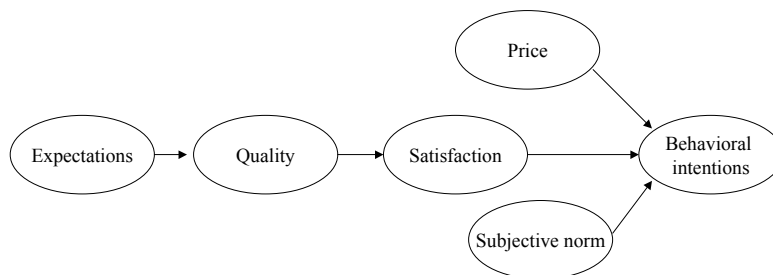 Price
Expectations
Quality
Satisfaction
Behavioral
intentions
Subjective norm